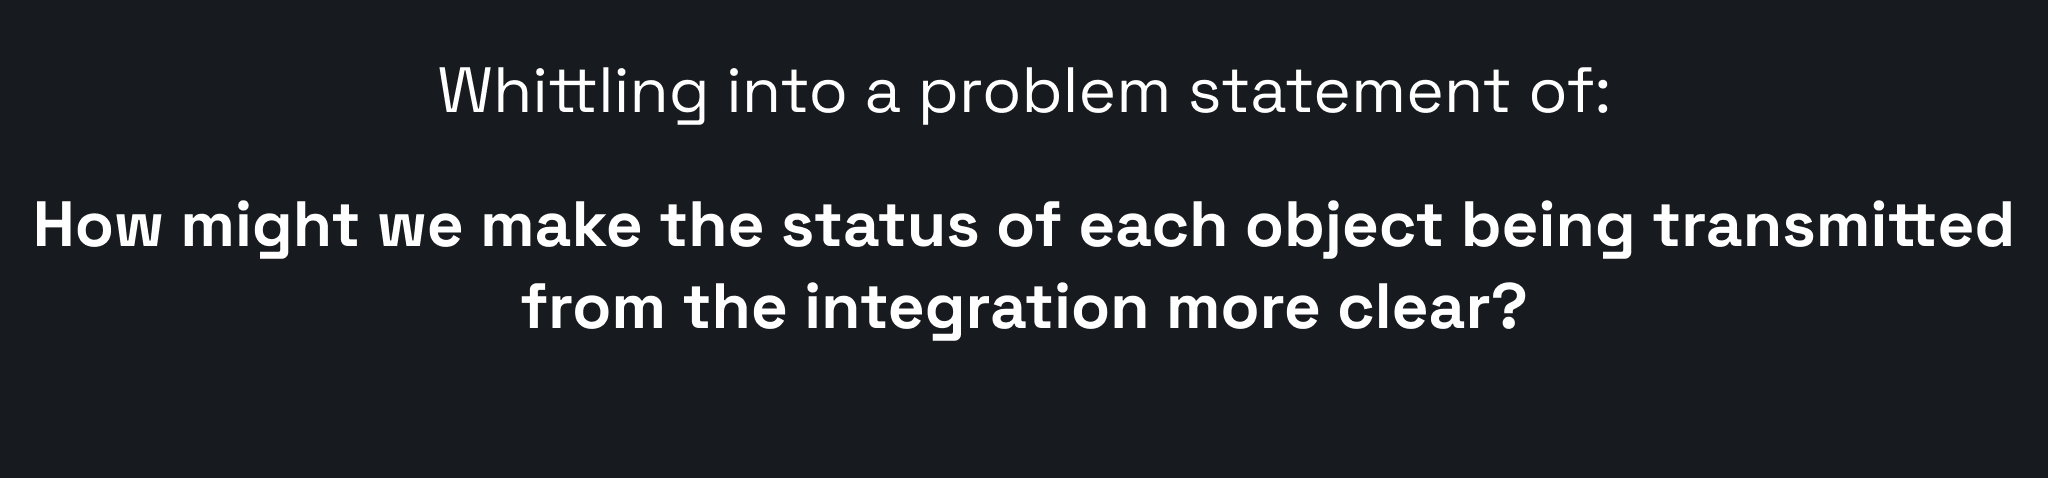 Whittling into a problem statement of:
How might we make the status of each object being transmitted
from the integration more clear?